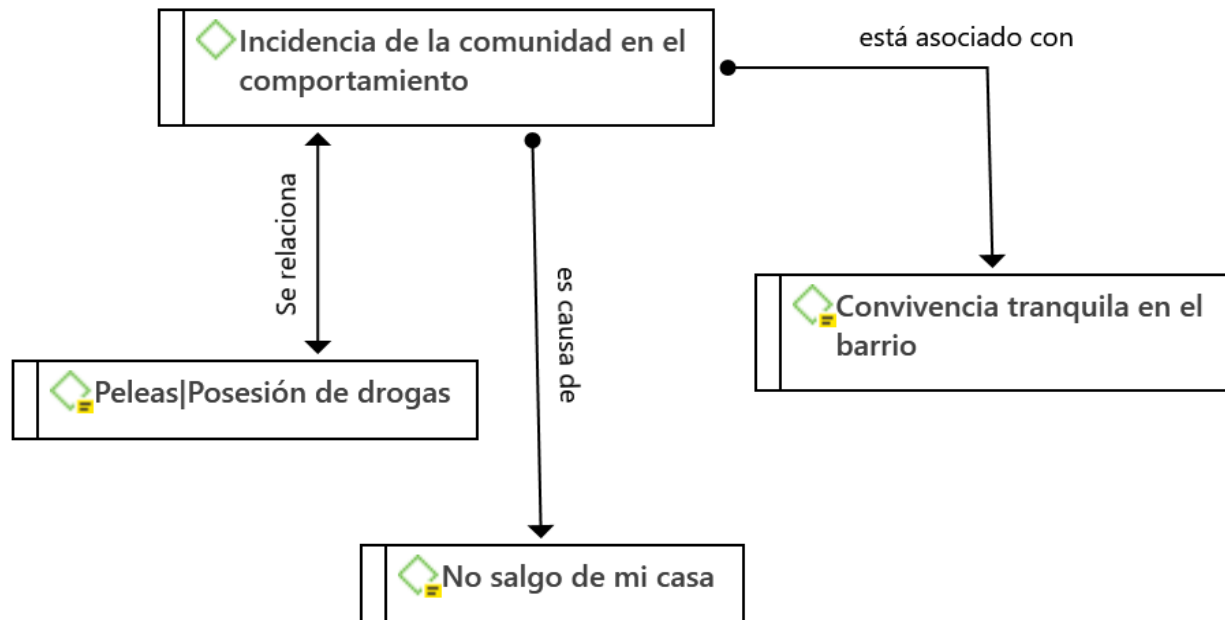 Incidencia de la comunidad en el
comportamiento
está asociado con
Se relaciona
es causa de
Convivencia tranquila en el
barrio
Peleas|Posesión de drogas
No salgo de mi casa